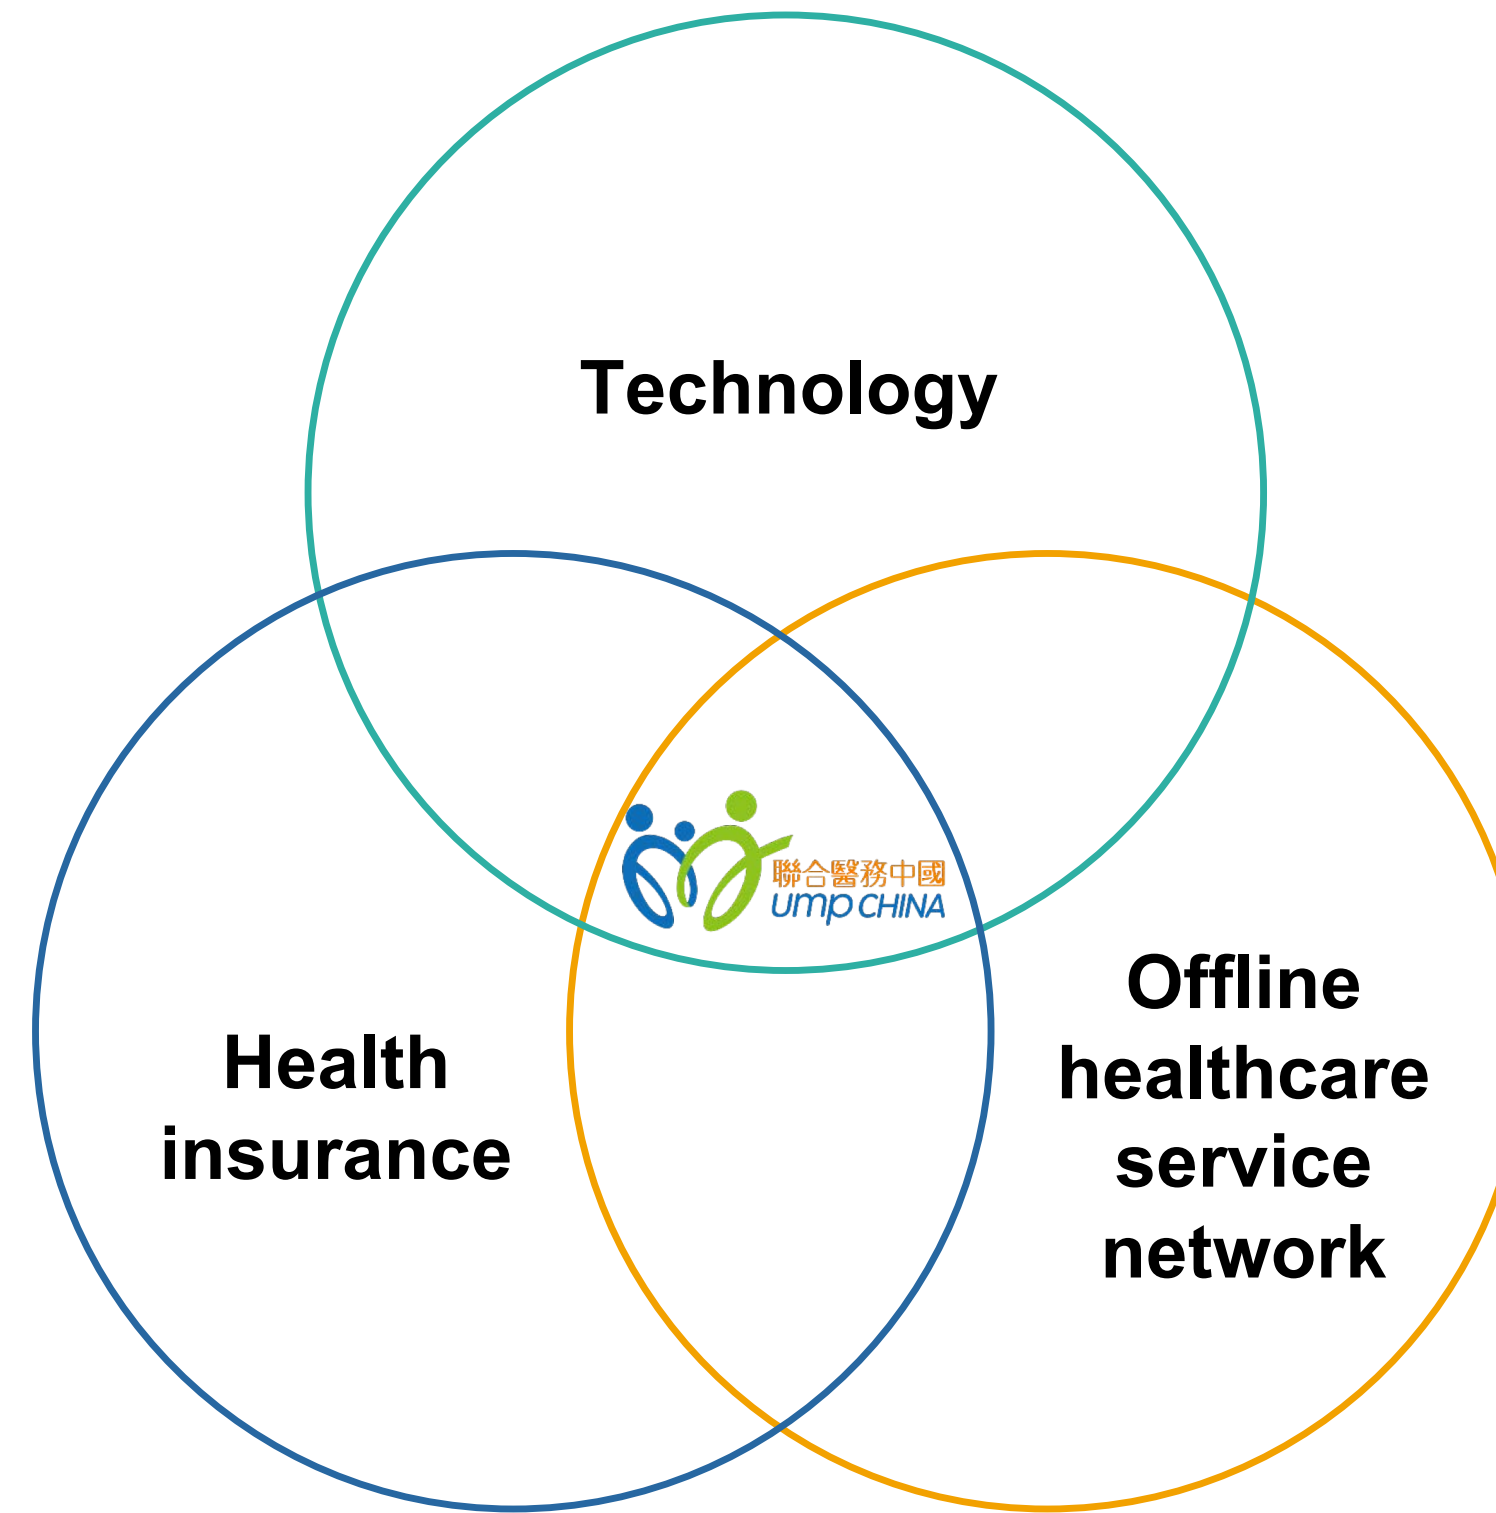 Technology
聯合醫務中國
UMP CHINA
Health
insurance
Offline
healthcare
service
network